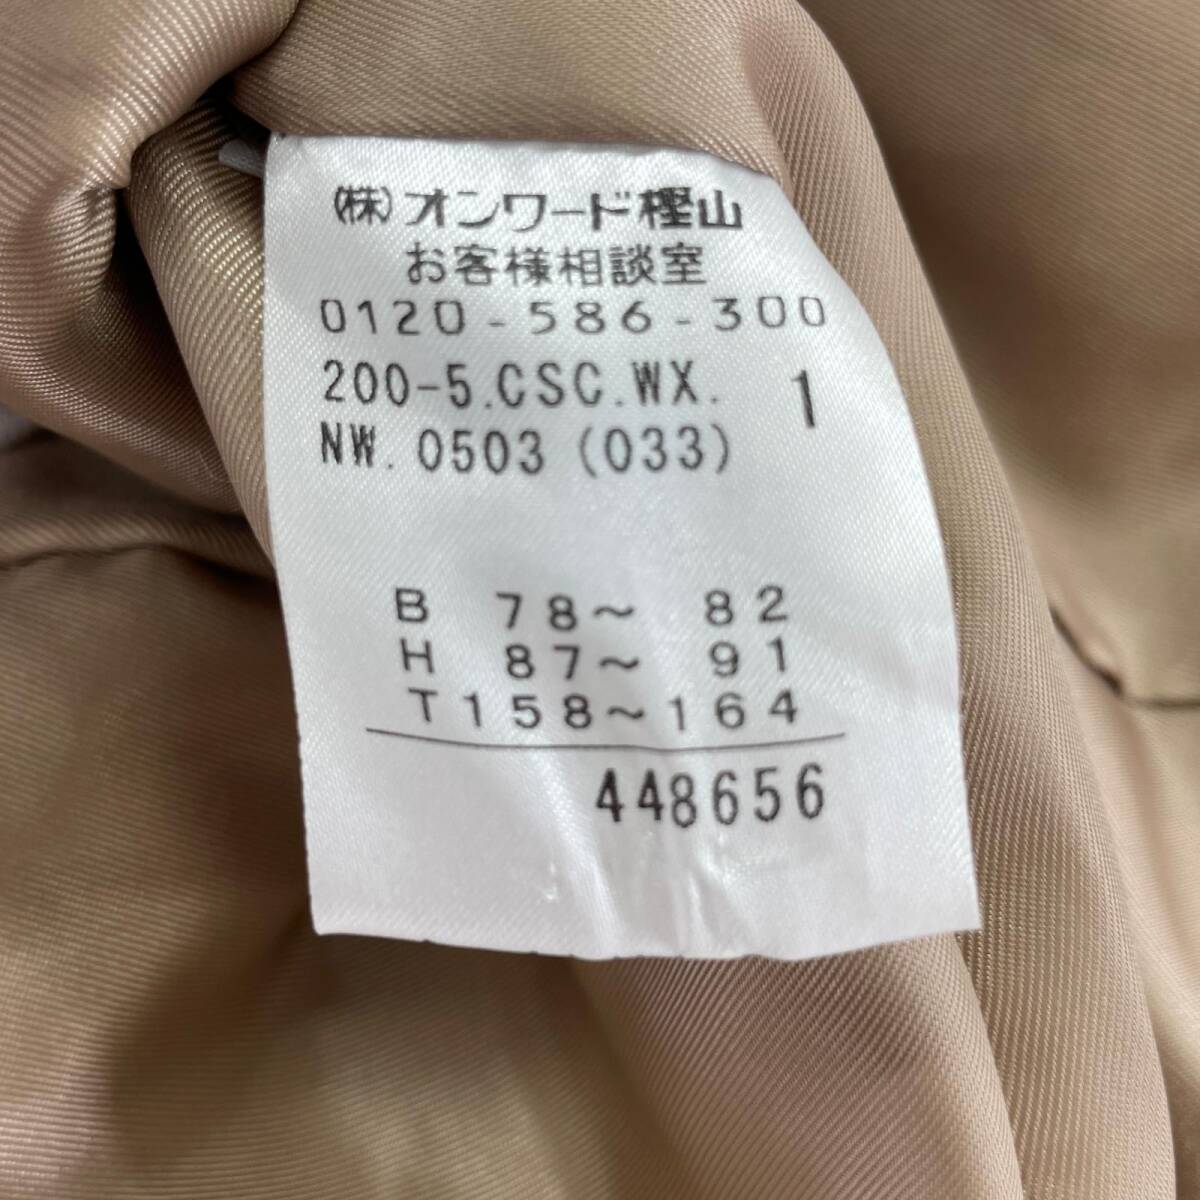 (株)オンワード樫山
お客様相談室
0120-586-300
200-5.CSC.WX. 1
NW. 0503 (033)
B 78～ 82
H 87～ 91
T158～164
448656